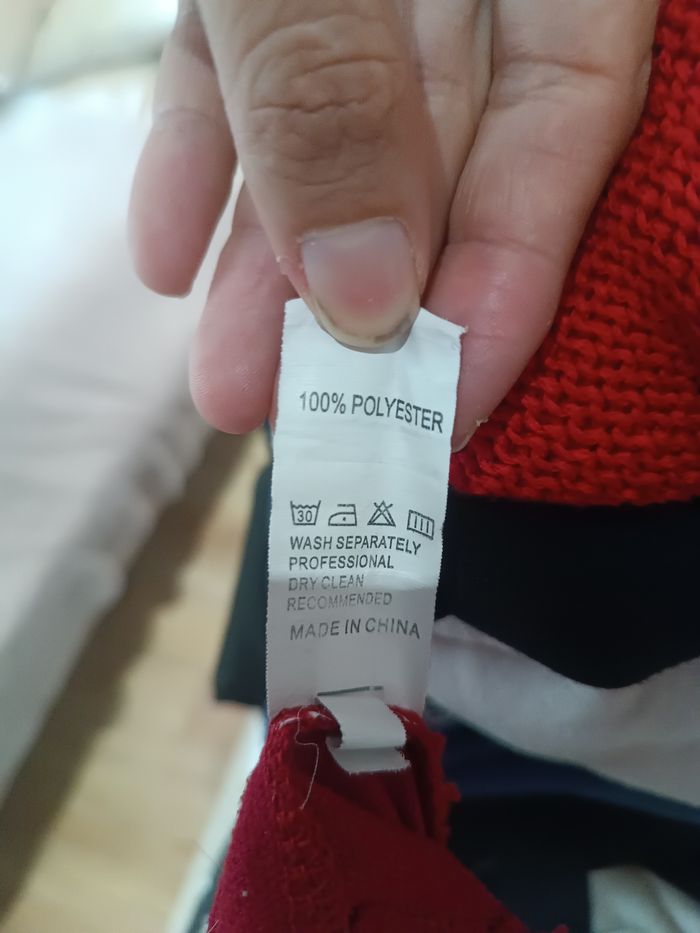 100% POLYESTER
30
WASH SEPARATELY
PROFESSIONAL
DRY CLEAN
RECOMMENDED
MADE IN CHINA